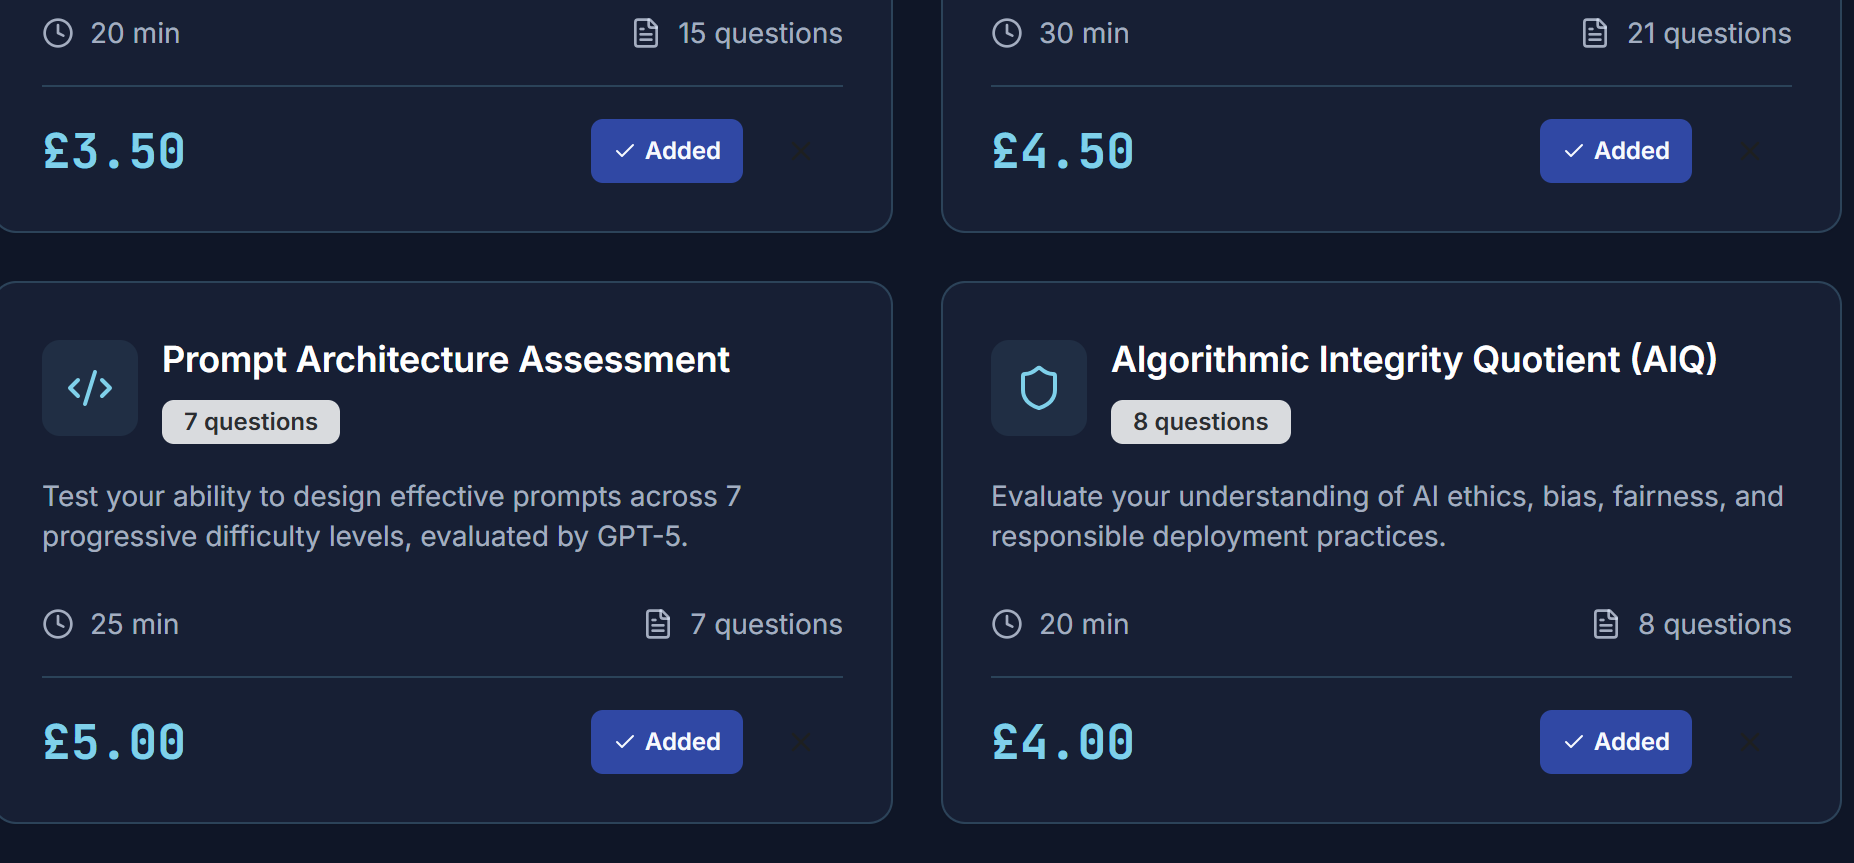 20 min
15 questions
£3.50
Added
30 min
21 questions
£4.50
Added
Prompt Architecture Assessment
7 questions
Test your ability to design effective prompts across 7
progressive difficulty levels, evaluated by GPT-5.
25 min
7 questions
£5.00
Added
Algorithmic Integrity Quotient (AIQ)
8 questions
Evaluate your understanding of AI ethics, bias, fairness, and
responsible deployment practices.
20 min
8 questions
£4.00
Added